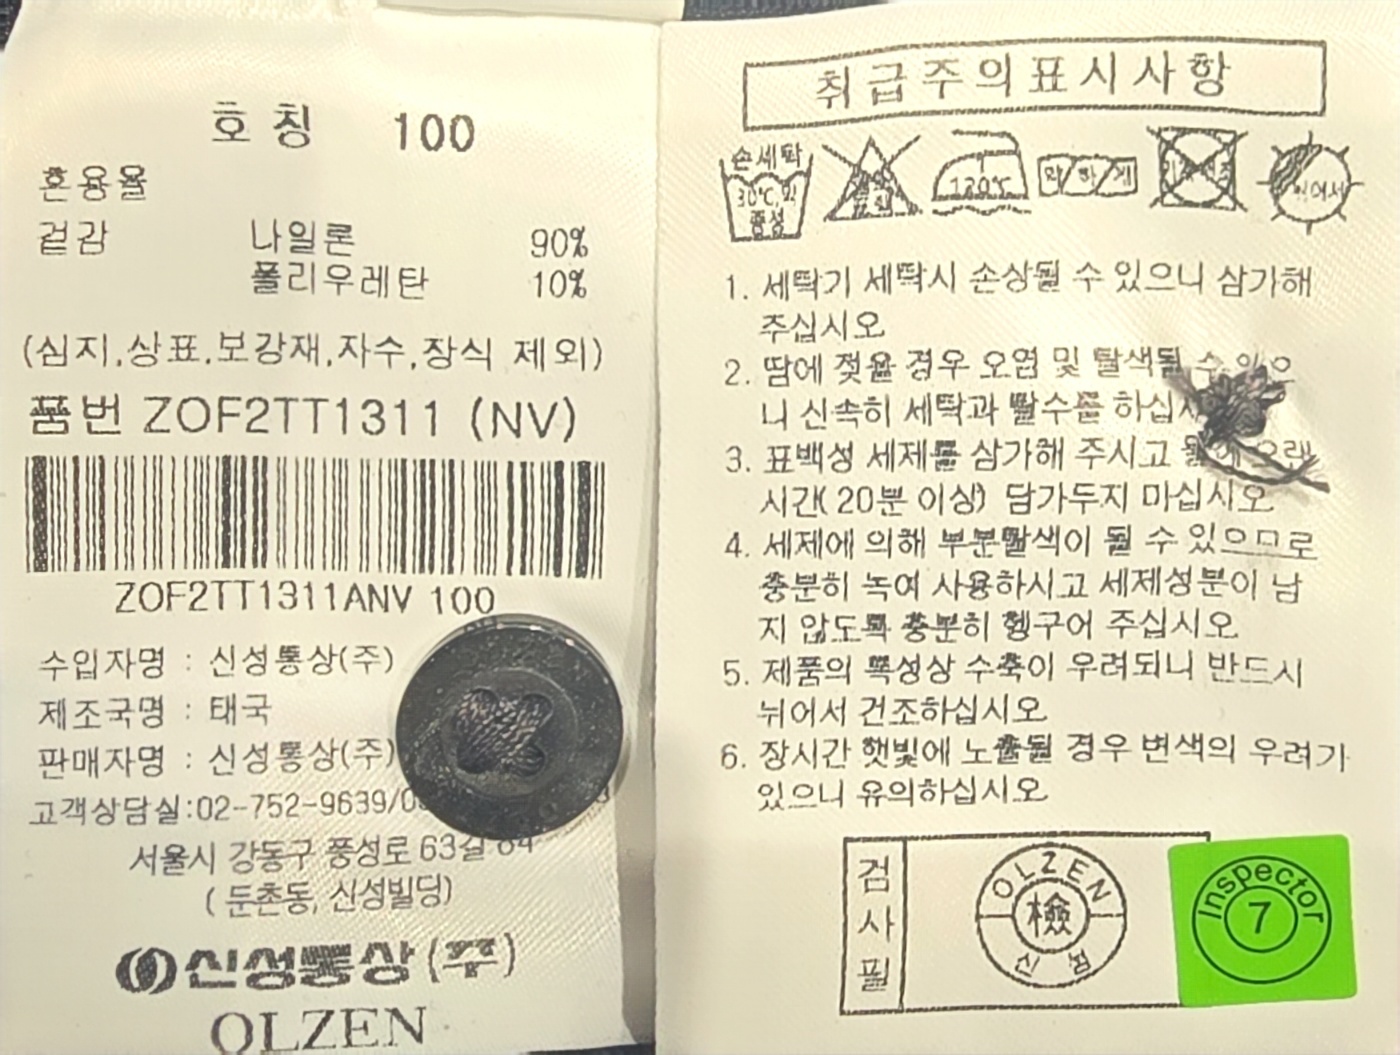 호칭 100
혼용율
겉감 나일론 90%
폴리우레탄 10%
(심지,상표,보강재,자수,장식 제외)
품번 ZOF2TT1311 (NV)
ZOF2TT1311ANV 100
수입자명 : 신성통상(주)
제조국명 : 태국
판매자명 : 신성통상(주)
고객상담실:02-752-9639/0
서울시 강동구 풍성로 63길 84
(둔촌동, 신성빌딩)
신성통상(주)
OLZEN
취급주의표시사항
손세탁
30℃
중성
120℃
약하게
뉘어서
1. 세탁기 세탁시 손상될 수 있으니 삼가해
주십시오
2. 땀에 젖을 경우 오염 및 탈색될 수 있으
니 신속히 세탁과 탈수를 하십시
3. 표백성 세제를 삼가해 주시고 물에 오랜
시간(20분 이상) 담가두지 마십시오
4. 세제에 의해 부분탈색이 될 수 있으므로
충분히 녹여 사용하시고 세제성분이 남
지 않도록 충분히 헹구어 주십시오
5. 제품의 특성상 수축이 우려되니 반드시
뉘어서 건조하십시오
6. 장시간 햇빛에 노출될 경우 변색의 우려가
있으니 유의하십시오
검사필
OLZEN
檢
Inspector
7